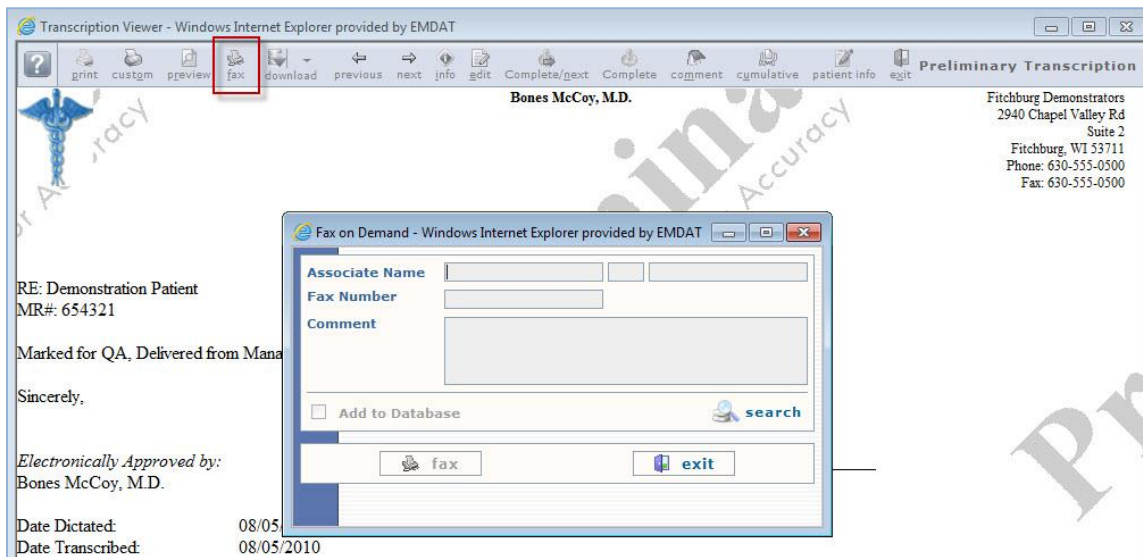 Transcription Viewer - Windows Internet Explorer provided by EMDAT
? print custom preview fax download previous next info edit Complete/next Complete comment cumulative patient info exit Preliminary Transcription
Bones McCoy, M.D.
Fitchburg Demonstrators
2940 Chapel Valley Rd
Suite 2
Fitchburg, WI 53711
Phone: 630-555-0500
Fax: 630-555-0500
Accuracy
Accuracy
Fax on Demand - Windows Internet Explorer provided by EMDAT
Associate Name
Fax Number
Comment
Add to Database
search
fax
exit
RE: Demonstration Patient
MR#: 654321
Marked for QA, Delivered from Mana
Sincerely,
Electronically Approved by:
Bones McCoy, M.D.
Date Dictated: 08/05
Date Transcribed: 08/05/2010